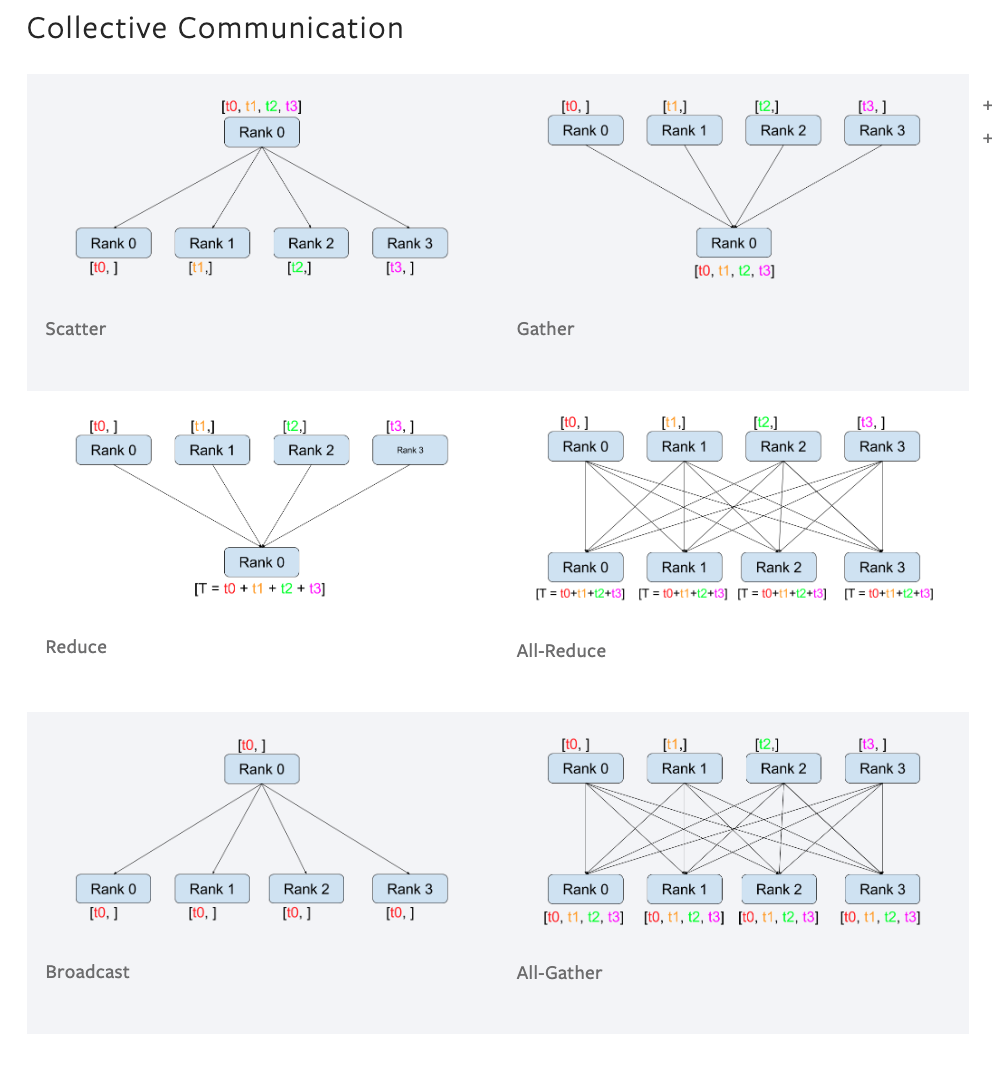 Collective Communication
[t0, t1, t2, t3]
Rank 0
Rank 0 Rank 1 Rank 2 Rank 3
[t0, ] [t1,] [t2,] [t3, ]
Scatter
[t0, ] [t1,] [t2,] [t3, ]
Rank 0 Rank 1 Rank 2 Rank 3
Rank 0
[t0, t1, t2, t3]
Gather
+
+
[t0, ] [t1,] [t2,] [t3, ]
Rank 0 Rank 1 Rank 2 Rank 3
Rank 0
[T = t0 + t1 + t2 + t3]
Reduce
[t0, ] [t1,] [t2,] [t3, ]
Rank 0 Rank 1 Rank 2 Rank 3
Rank 0 Rank 1 Rank 2 Rank 3
[T = t0+t1+t2+t3] [T = t0+t1+t2+t3] [T = t0+t1+t2+t3] [T = t0+t1+t2+t3]
All-Reduce
[t0, ]
Rank 0
Rank 0 Rank 1 Rank 2 Rank 3
[t0, ] [t0, ] [t0, ] [t0, ]
Broadcast
[t0, ] [t1,] [t2,] [t3, ]
Rank 0 Rank 1 Rank 2 Rank 3
Rank 0 Rank 1 Rank 2 Rank 3
[t0, t1, t2, t3] [t0, t1, t2, t3] [t0, t1, t2, t3] [t0, t1, t2, t3]
All-Gather